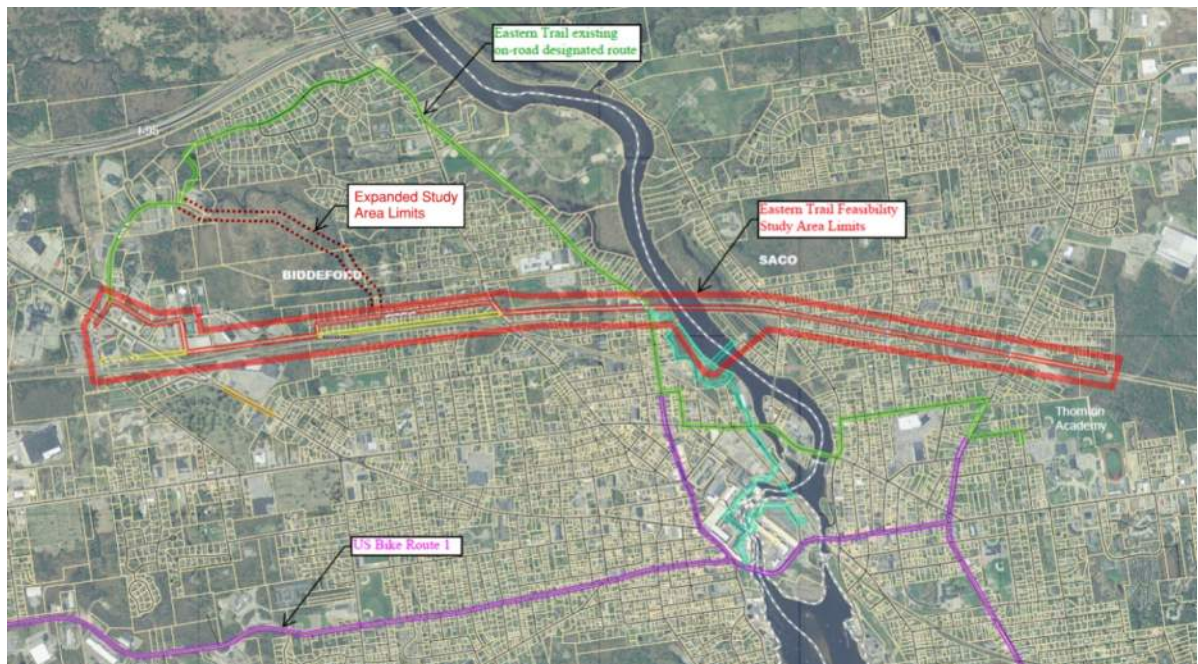 Eastern Trail existing
on-road designated route
I-95
Expanded Study
Area Limits
Eastern Trail Feasibility
Study Area Limits
BIDDEFORD
SACO
Thornton
Academy
US Bike Route 1